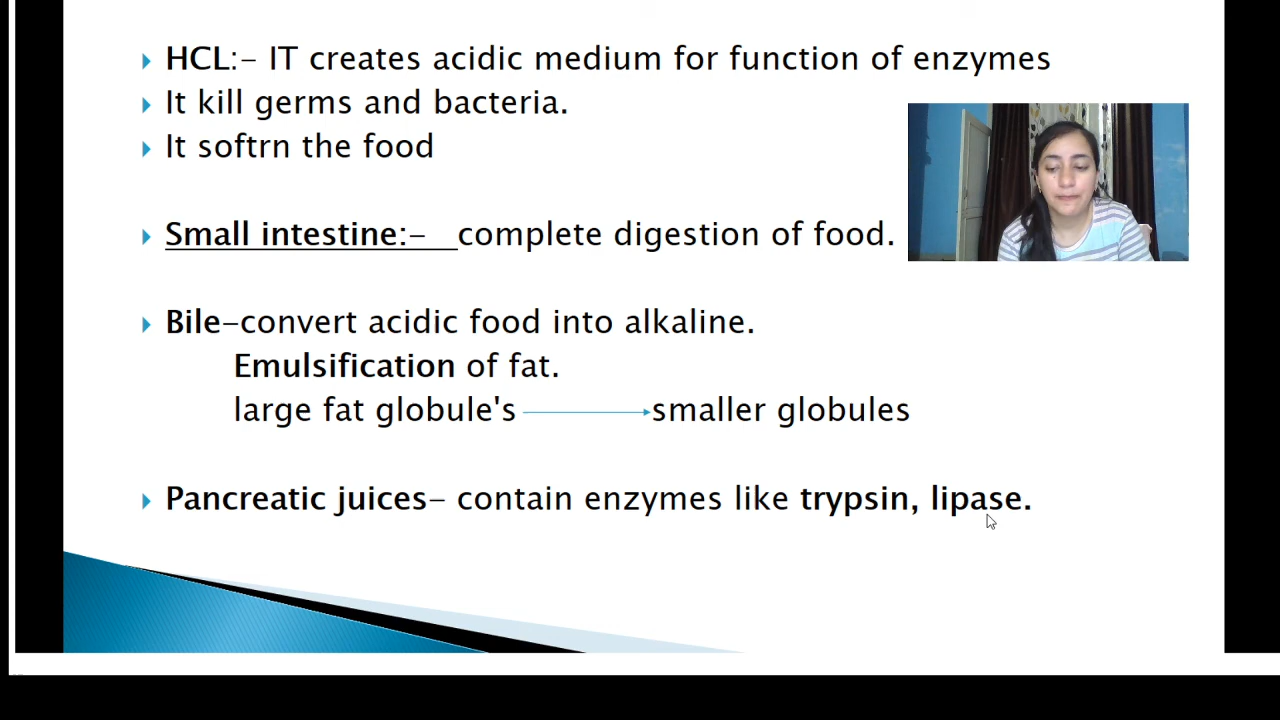 HCL:- IT creates acidic medium for function of enzymes
It kill germs and bacteria.
It softrn the food
Small intestine:- complete digestion of food.
Bile-convert acidic food into alkaline.
Emulsification of fat.
large fat globule's smaller globules
Pancreatic juices- contain enzymes like trypsin, lipase.